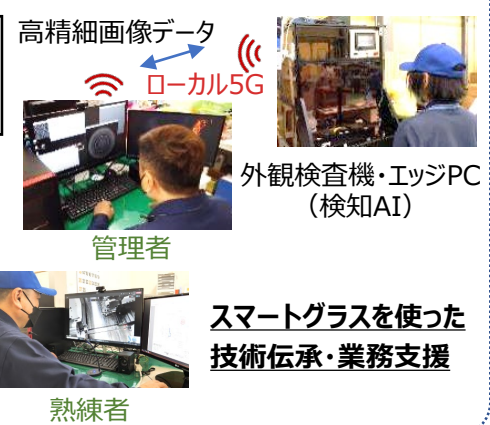 高精細画像データ
ローカル5G
外観検査機・エッジPC
（検知AI）
管理者
スマートグラスを使った
技術伝承・業務支援
熟練者